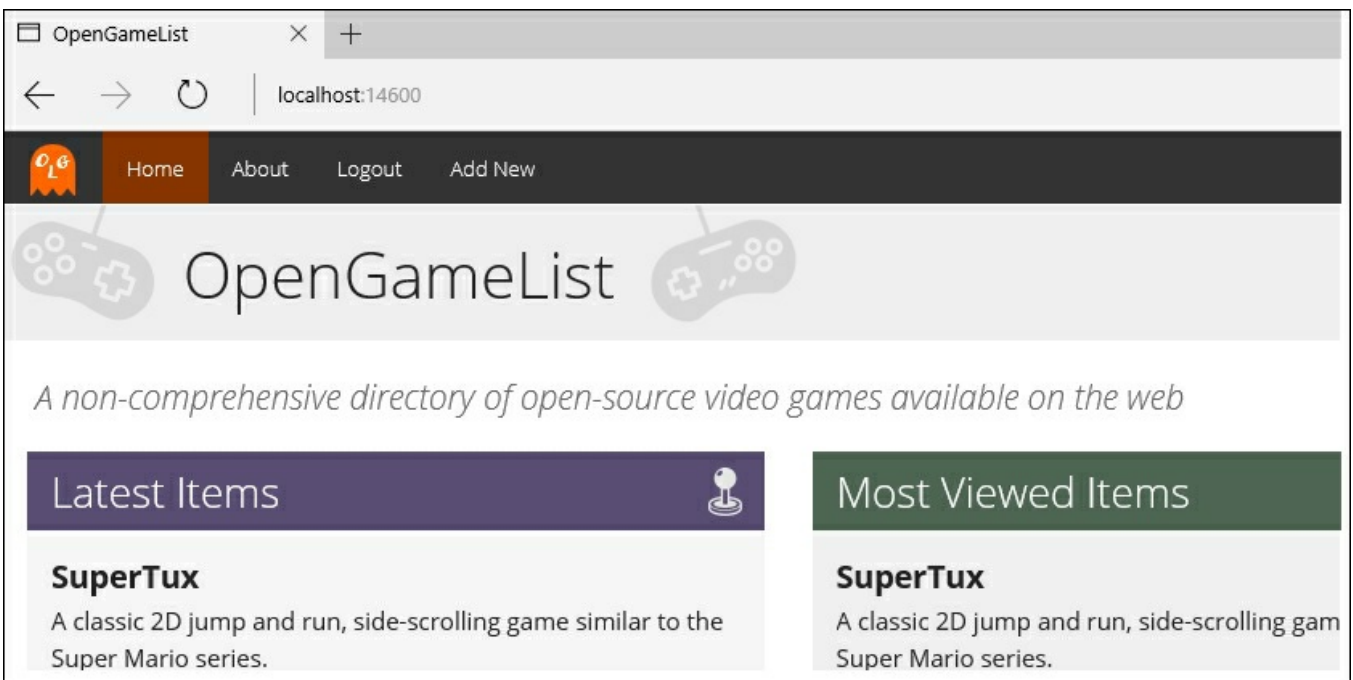 OpenGameList
localhost:14600
OLG
Home About Logout Add New
OpenGameList
A non-comprehensive directory of open-source video games available on the web
Latest Items
SuperTux
A classic 2D jump and run, side-scrolling game similar to the
Super Mario series.
Most Viewed Items
SuperTux
A classic 2D jump and run, side-scrolling gam
Super Mario series.